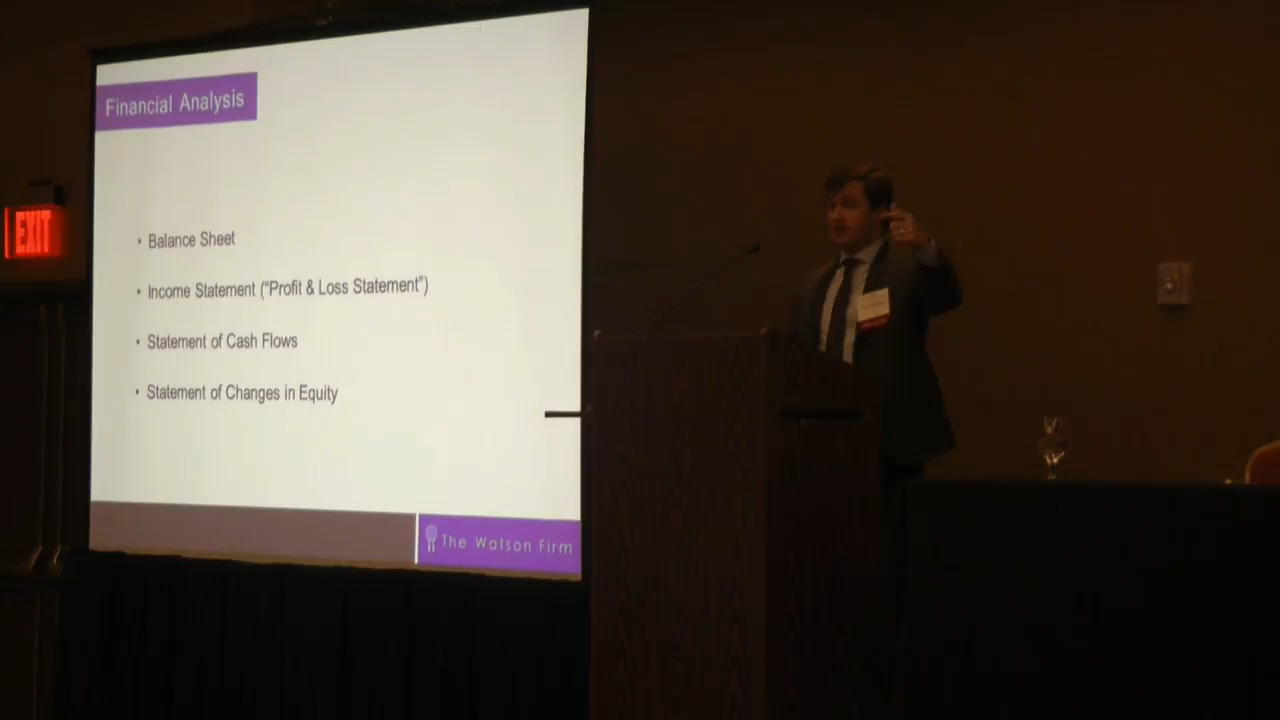 Financial Analysis
EXIT
• Balance Sheet
• Income Statement (“Profit & Loss Statement”)
• Statement of Cash Flows
• Statement of Changes in Equity
The Watson Firm